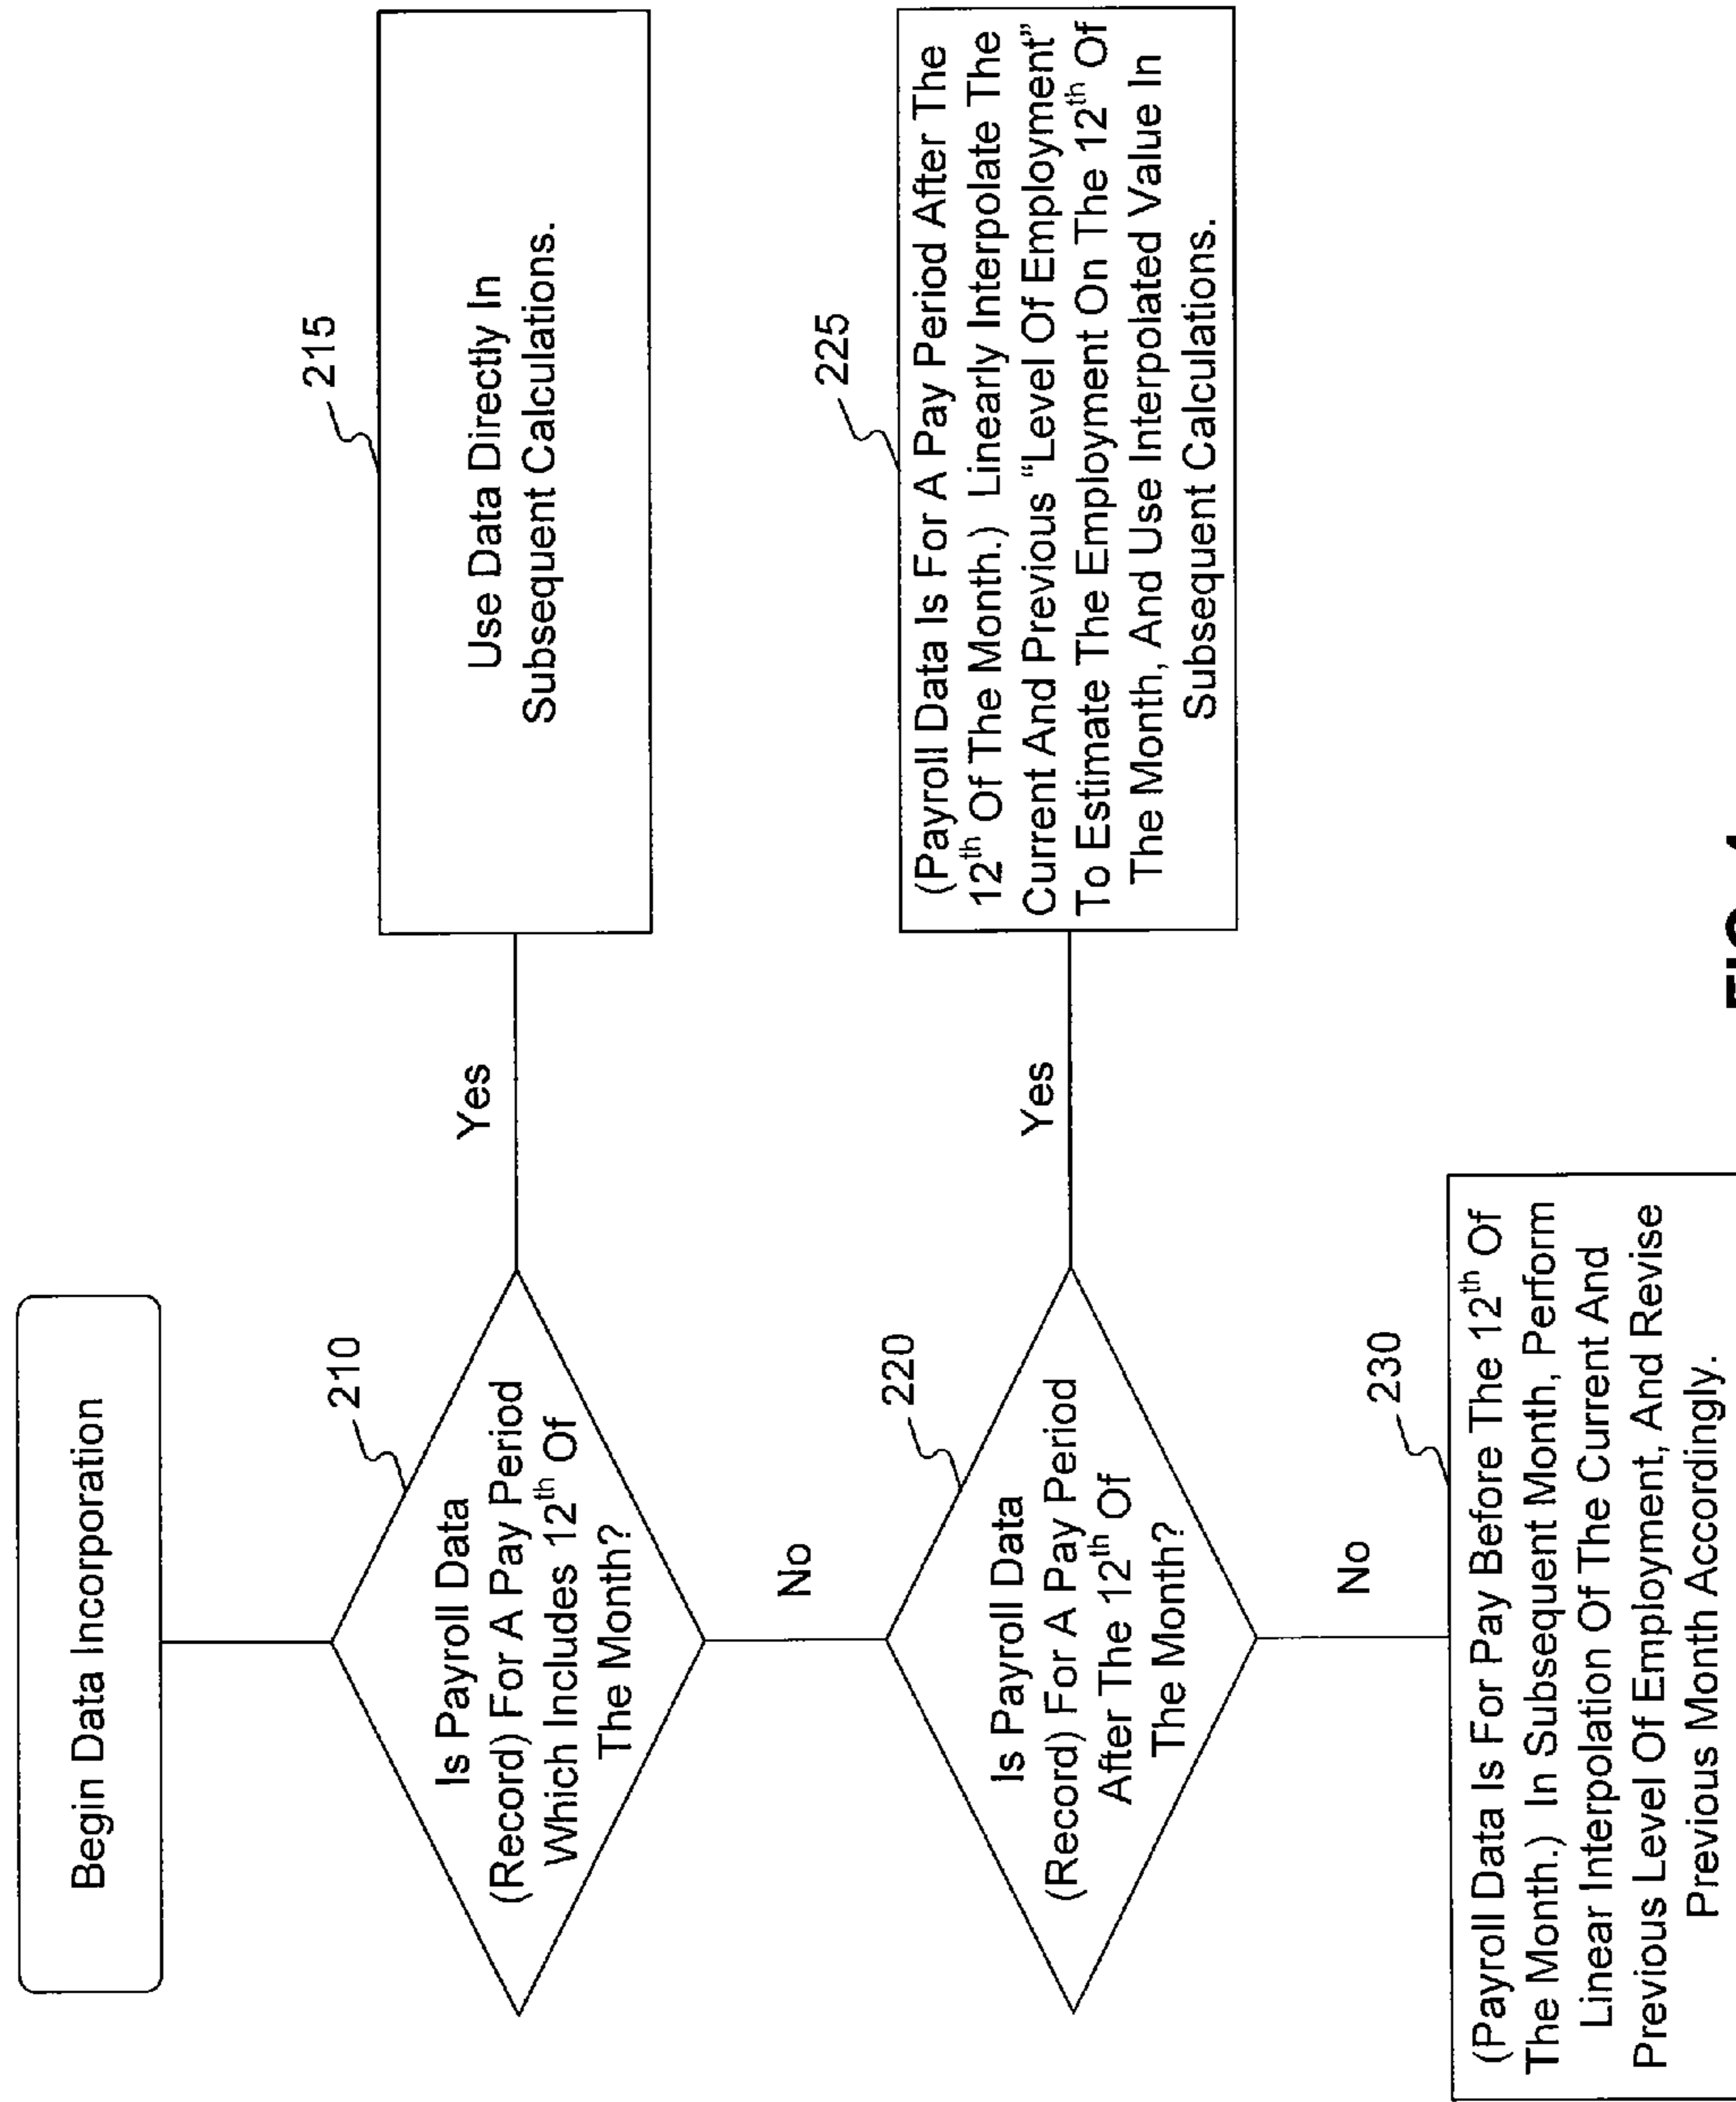 Begin Data Incorporation
210
Is Payroll Data
(Record) For A Pay Period
Which Includes 12th Of
The Month?
Yes
215
Use Data Directly In
Subsequent Calculations.
No
220
Is Payroll Data
(Record) For A Pay Period
After The 12th Of
The Month?
Yes
225
(Payroll Data Is For A Pay Period After The
12th Of The Month.) Linearly Interpolate The
Current And Previous “Level Of Employment”
To Estimate The Employment On The 12th Of
The Month, And Use Interpolated Value In
Subsequent Calculations.
No
230
(Payroll Data Is For Pay Before The 12th Of
The Month.) In Subsequent Month, Perform
Linear Interpolation Of The Current And
Previous Level Of Employment, And Revise
Previous Month Accordingly.